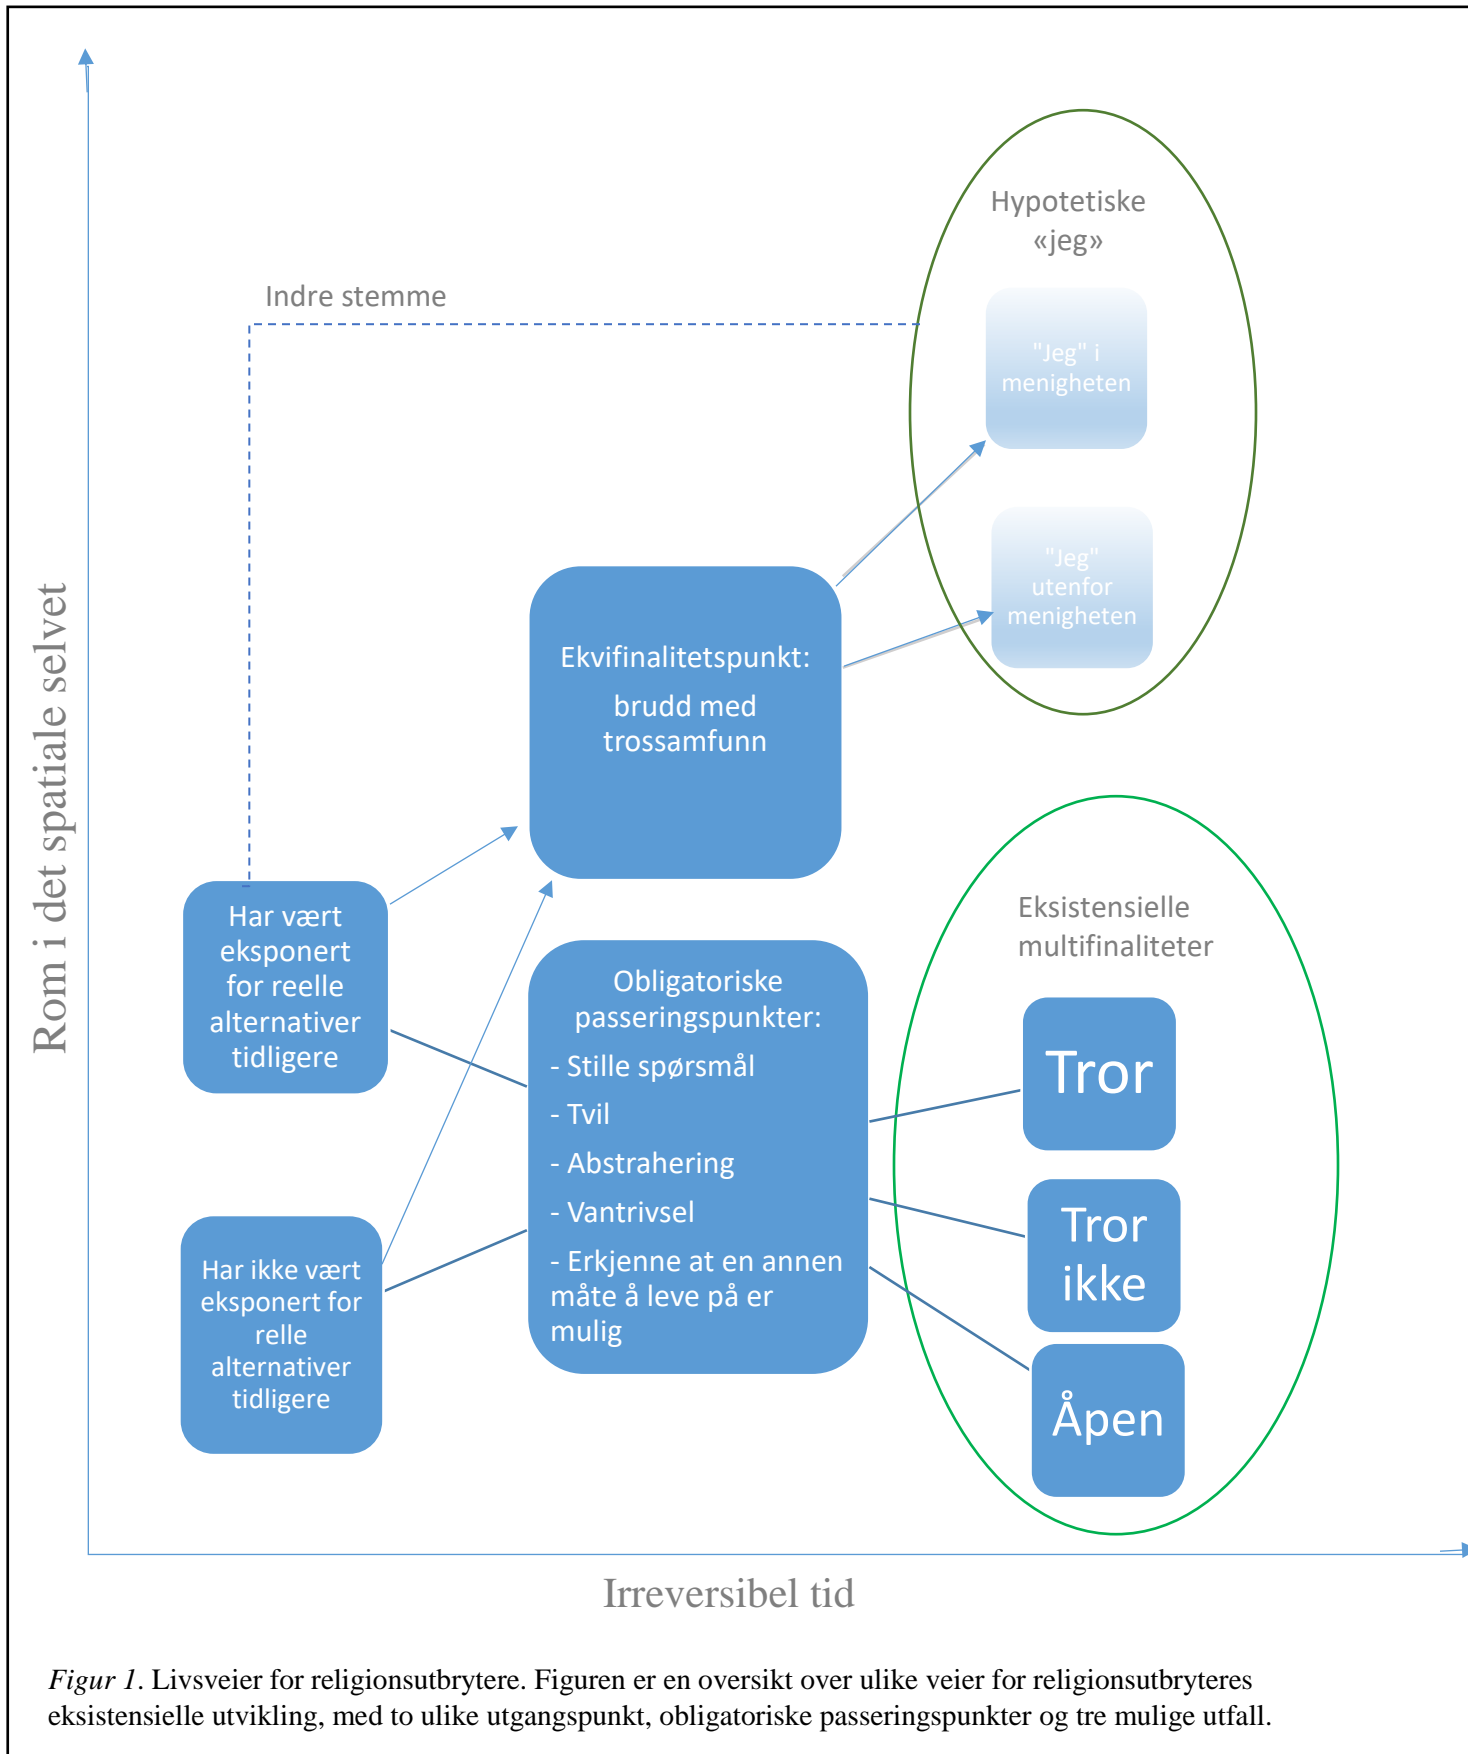 Hypotetiske
«jeg»
Indre stemme
"Jeg" i
menigheten
"Jeg"
utenfor
menigheten
Rom i det spatiale selvet
Ekvifinalitetspunkt:
brudd med
trossamfunn
Har vært
eksponert
for reelle
alternativer
tidligere
Obligatoriske
passeringspunkter:
- Stille spørsmål
- Tvil
- Abstrahering
- Vantrivsel
- Erkjenne at en annen
måte å leve på er
mulig
Har ikke vært
eksponert for
relle
alternativer
tidligere
Eksistensielle
multifinaliteter
Tror
Tror
ikke
Åpen
Irreversibel tid
Figur 1. Livsveier for religionsutbrytere. Figuren er en oversikt over ulike veier for religionsutbryteres
eksistensielle utvikling, med to ulike utgangspunkt, obligatoriske passeringspunkter og tre mulige utfall.